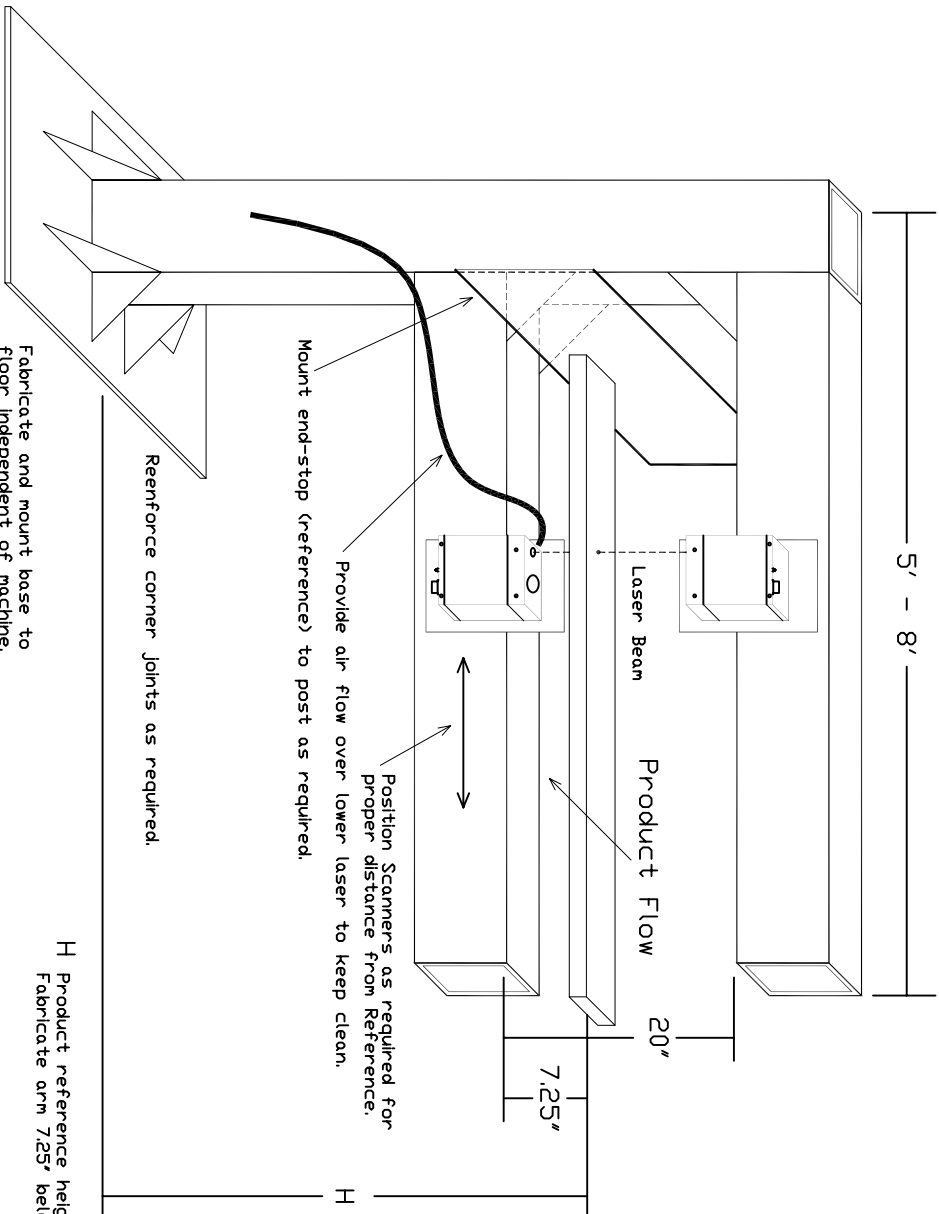 5' - 8'
Laser Beam
Product Flow
20"
7.25"
H
Position Scanners as required for
proper distance from Reference.
Provide air flow over lower laser to keep clean.
Mount end-stop (reference) to post as required.
Reenforce corner joints as required.
Fabricate and mount base to
floor independent of machine.
H Product reference
Fabricate arm 7.25"